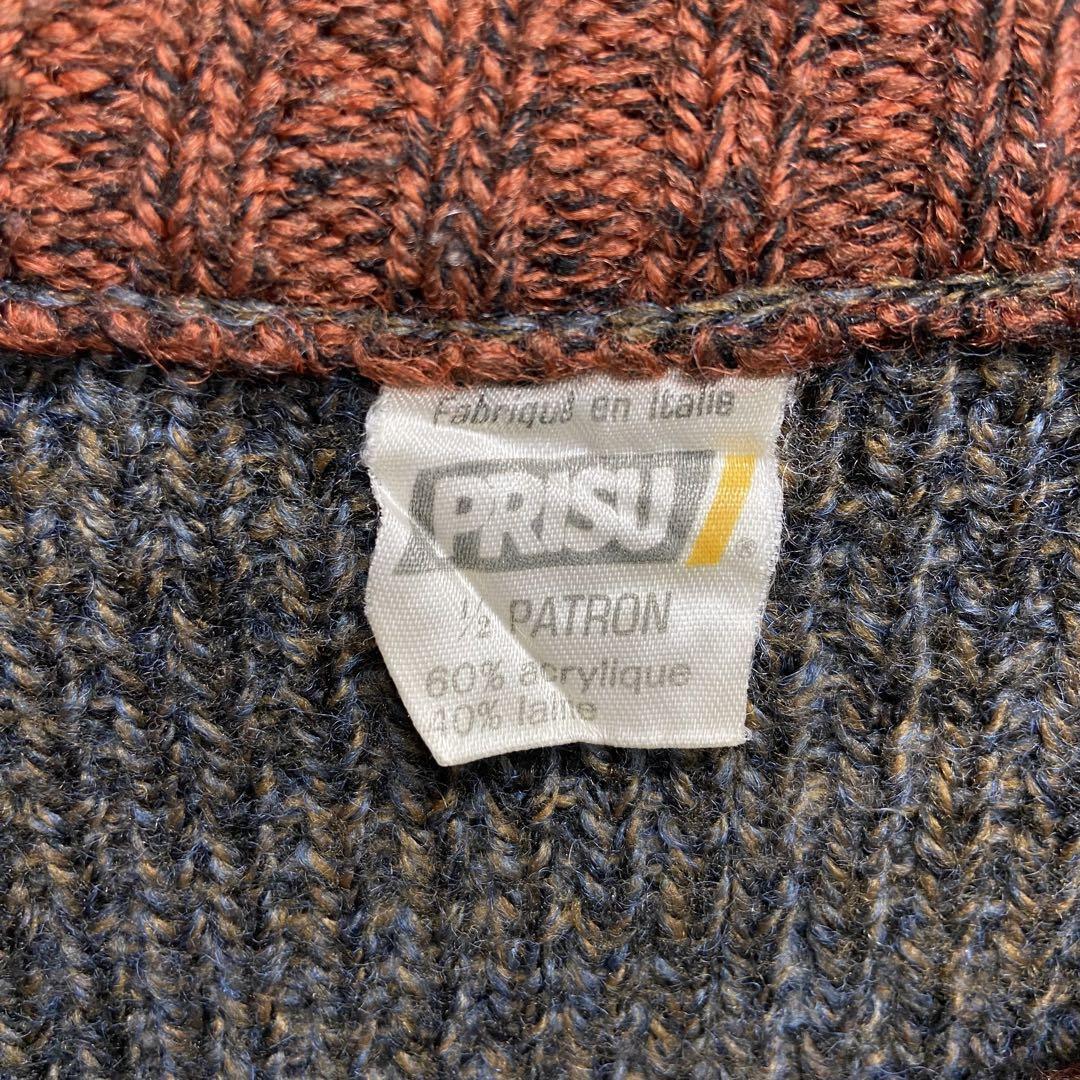 Fabriqué en Italie
PRISU
®
½ PATRON
60% acrylique
40% laine